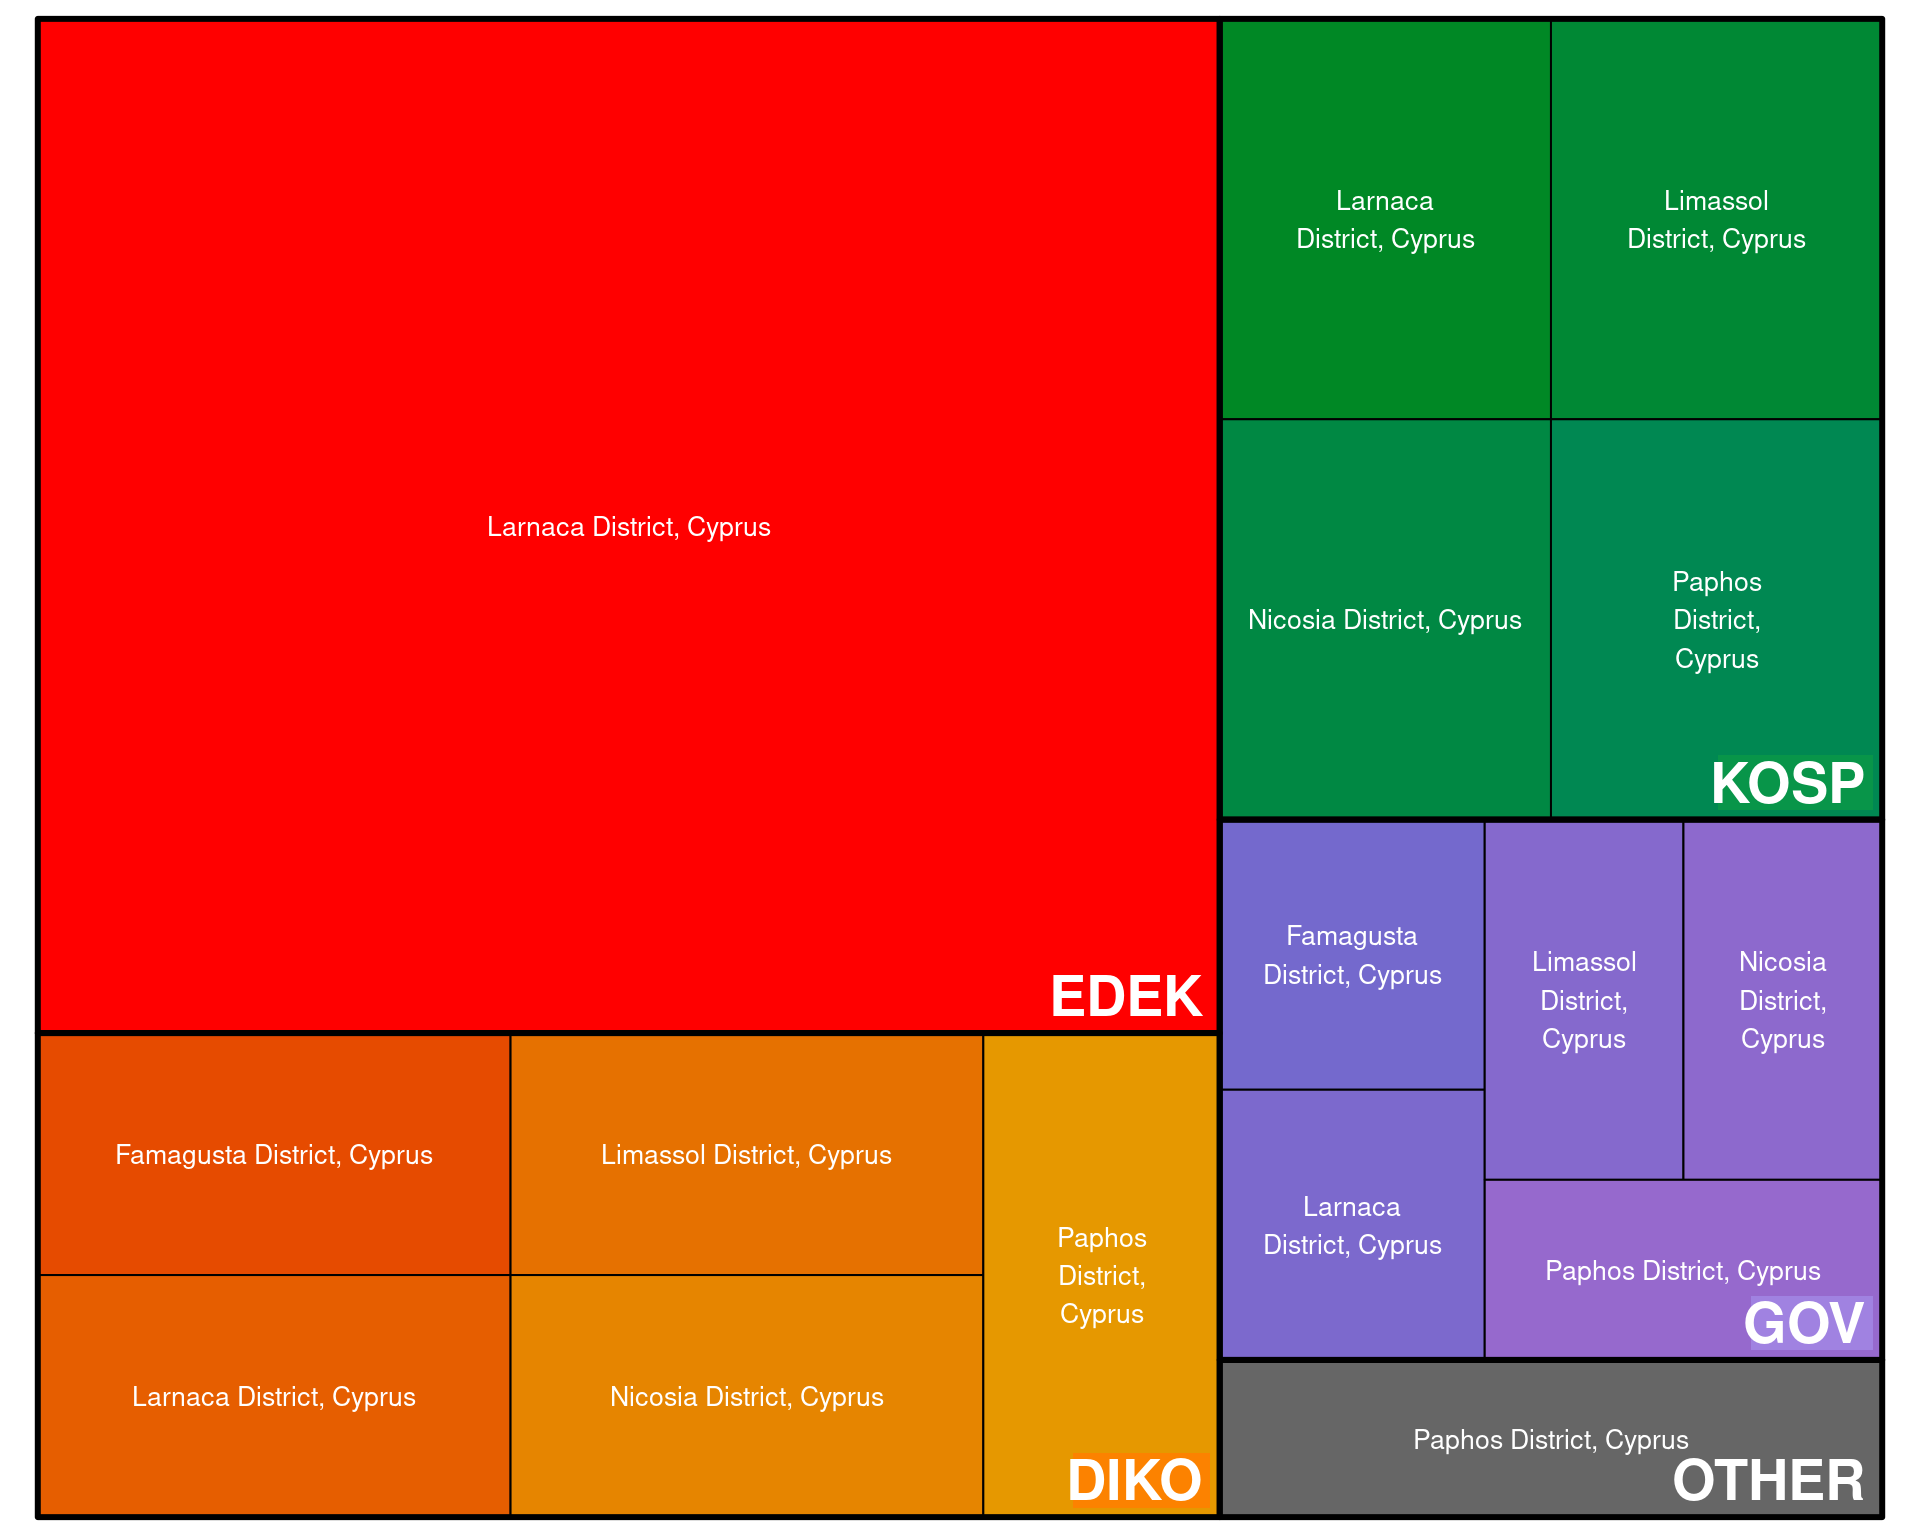 Larnaca District, Cyprus
EDEK
Famagusta District, Cyprus
Limassol District, Cyprus
Larnaca District, Cyprus
Nicosia District, Cyprus
Paphos
District,
Cyprus
DIKO
Larnaca
District, Cyprus
Limassol
District, Cyprus
Nicosia District, Cyprus
Paphos
District,
Cyprus
KOSP
Famagusta
District, Cyprus
Larnaca
District, Cyprus
Limassol
District,
Cyprus
Nicosia
District,
Cyprus
Paphos District, Cyprus
GOV
Paphos District, Cyprus
OTHER